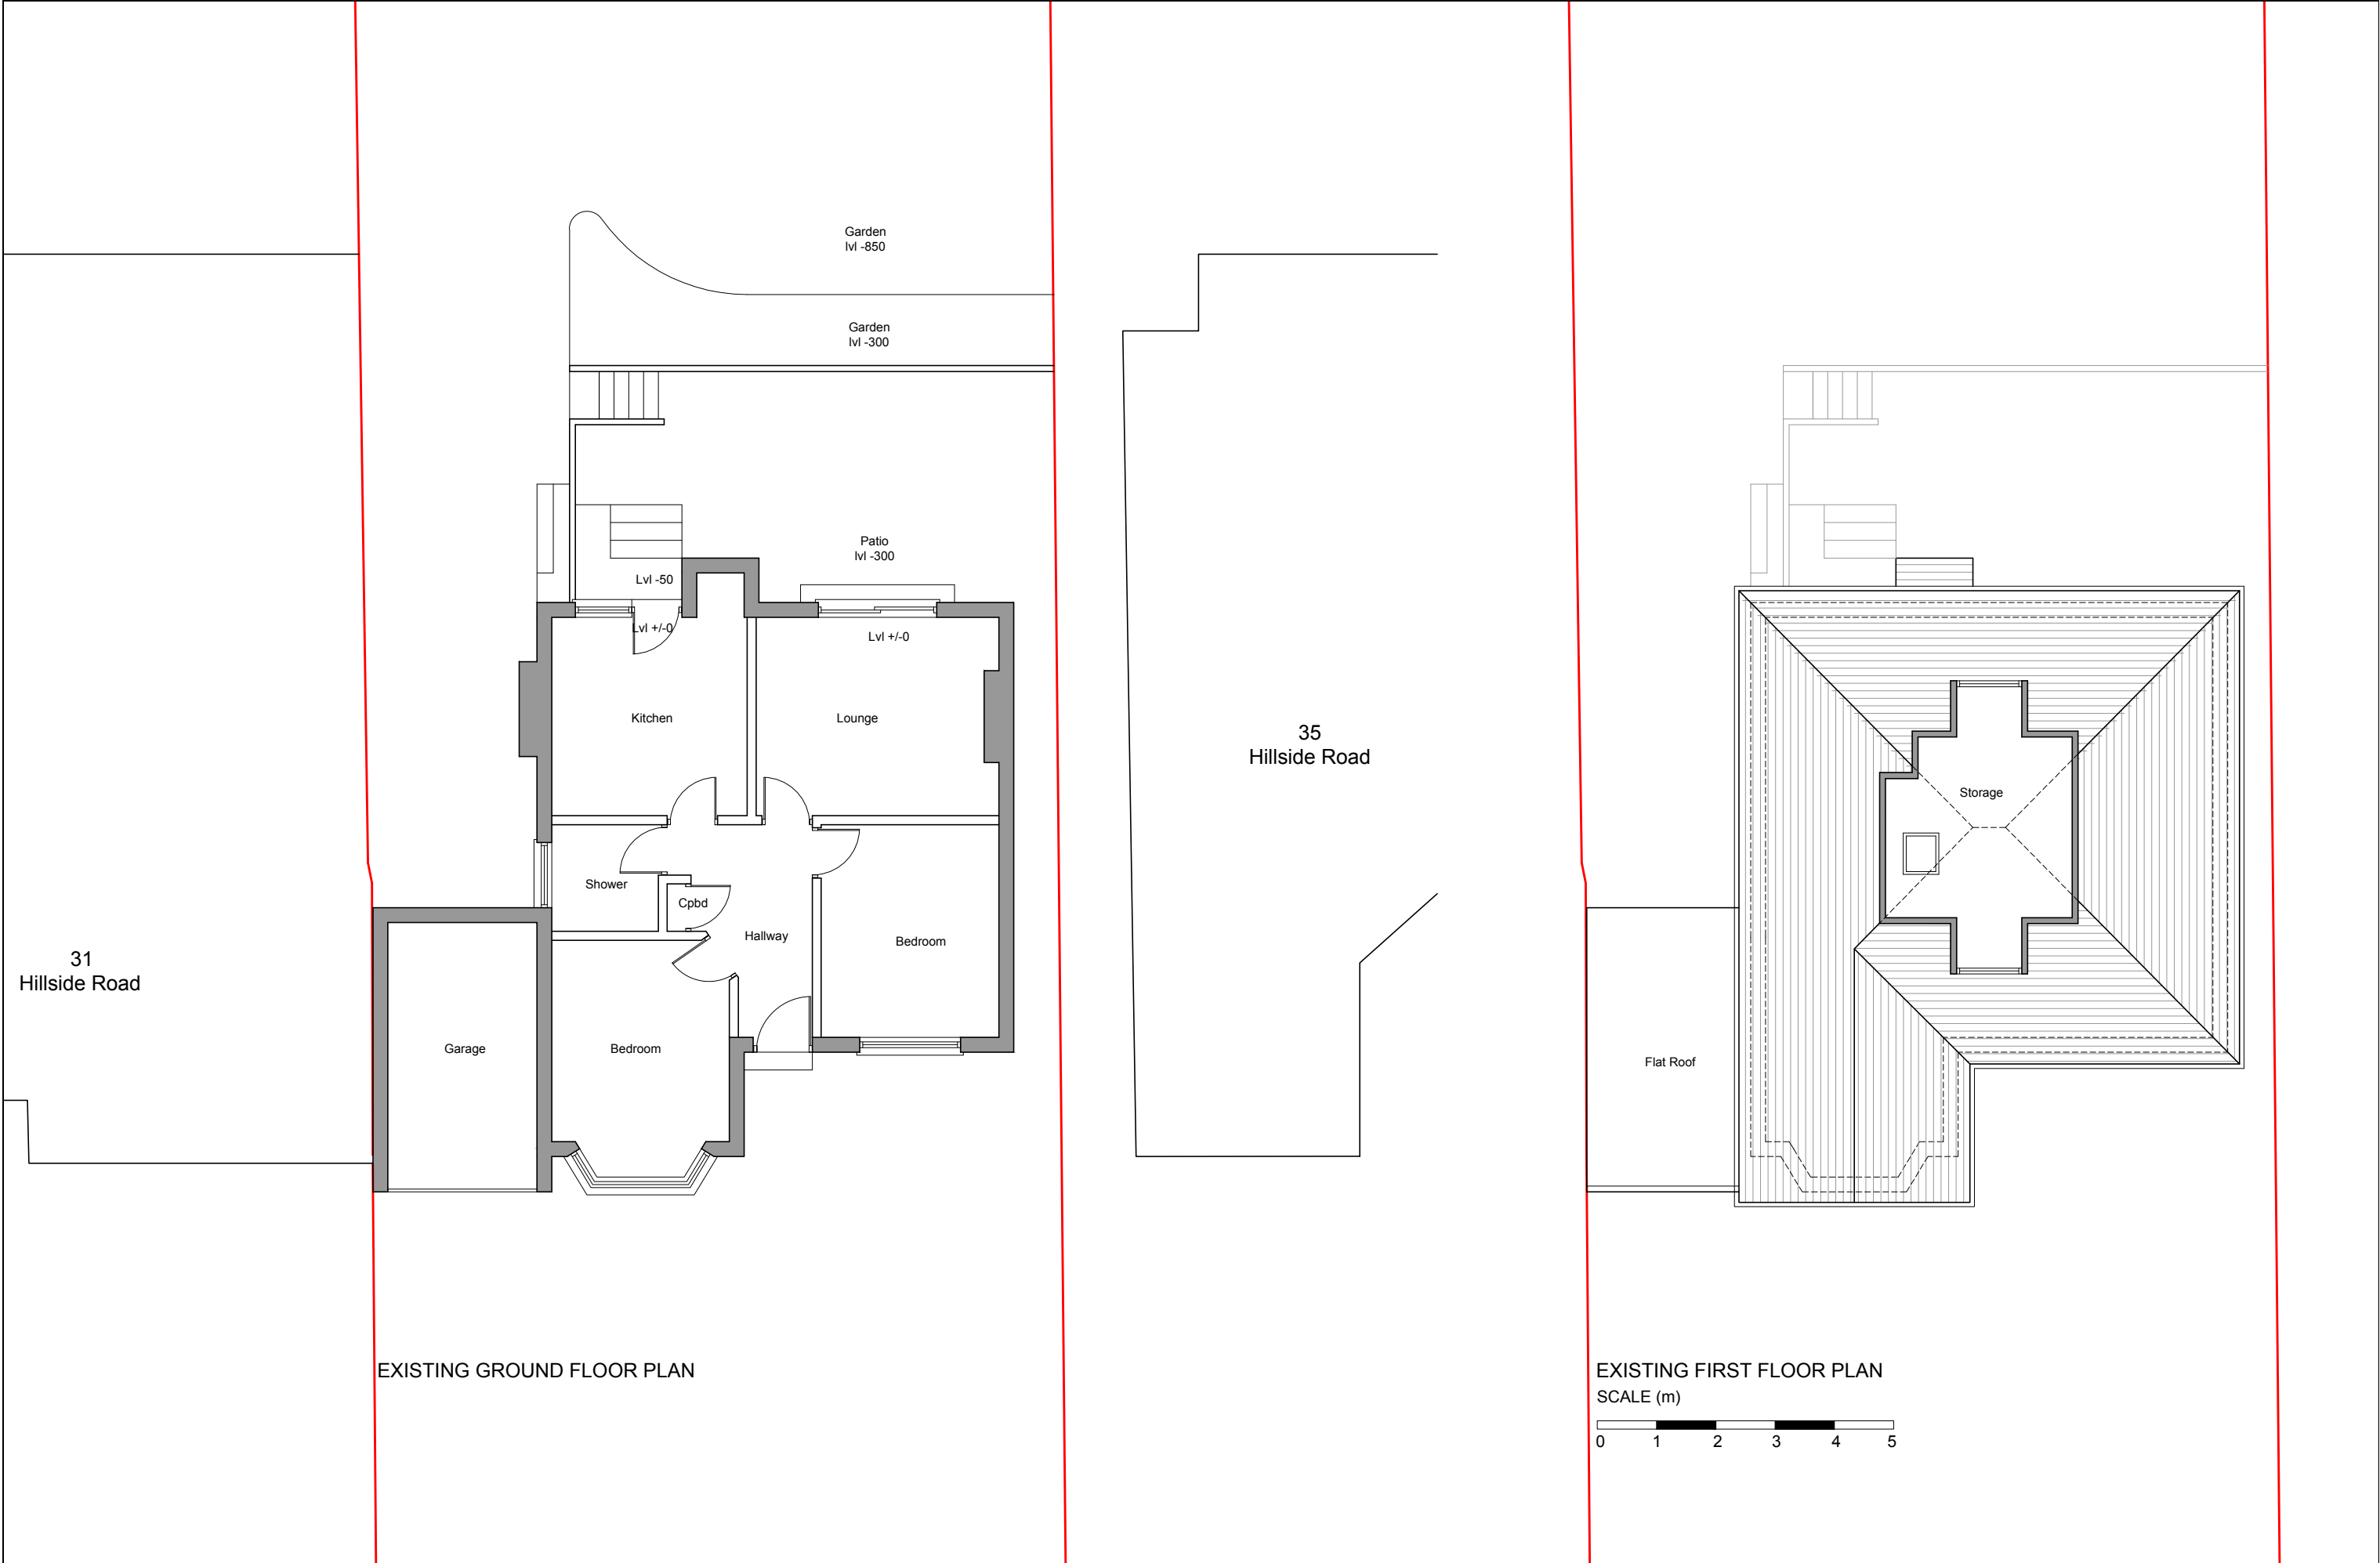 Garden
lvl -850
Garden
lvl -300
Patio
lvl -300
Lvl -50
Lvl +/-0
Lvl +/-0
Kitchen
Lounge
Shower
Cpbd
Hallway
Bedroom
Garage
Bedroom
31
Hillside Road
35
Hillside Road
EXISTING GROUND FLOOR PLAN
Storage
Flat Roof
EXISTING FIRST FLOOR PLAN
SCALE (m)
0 1 2 3 4 5